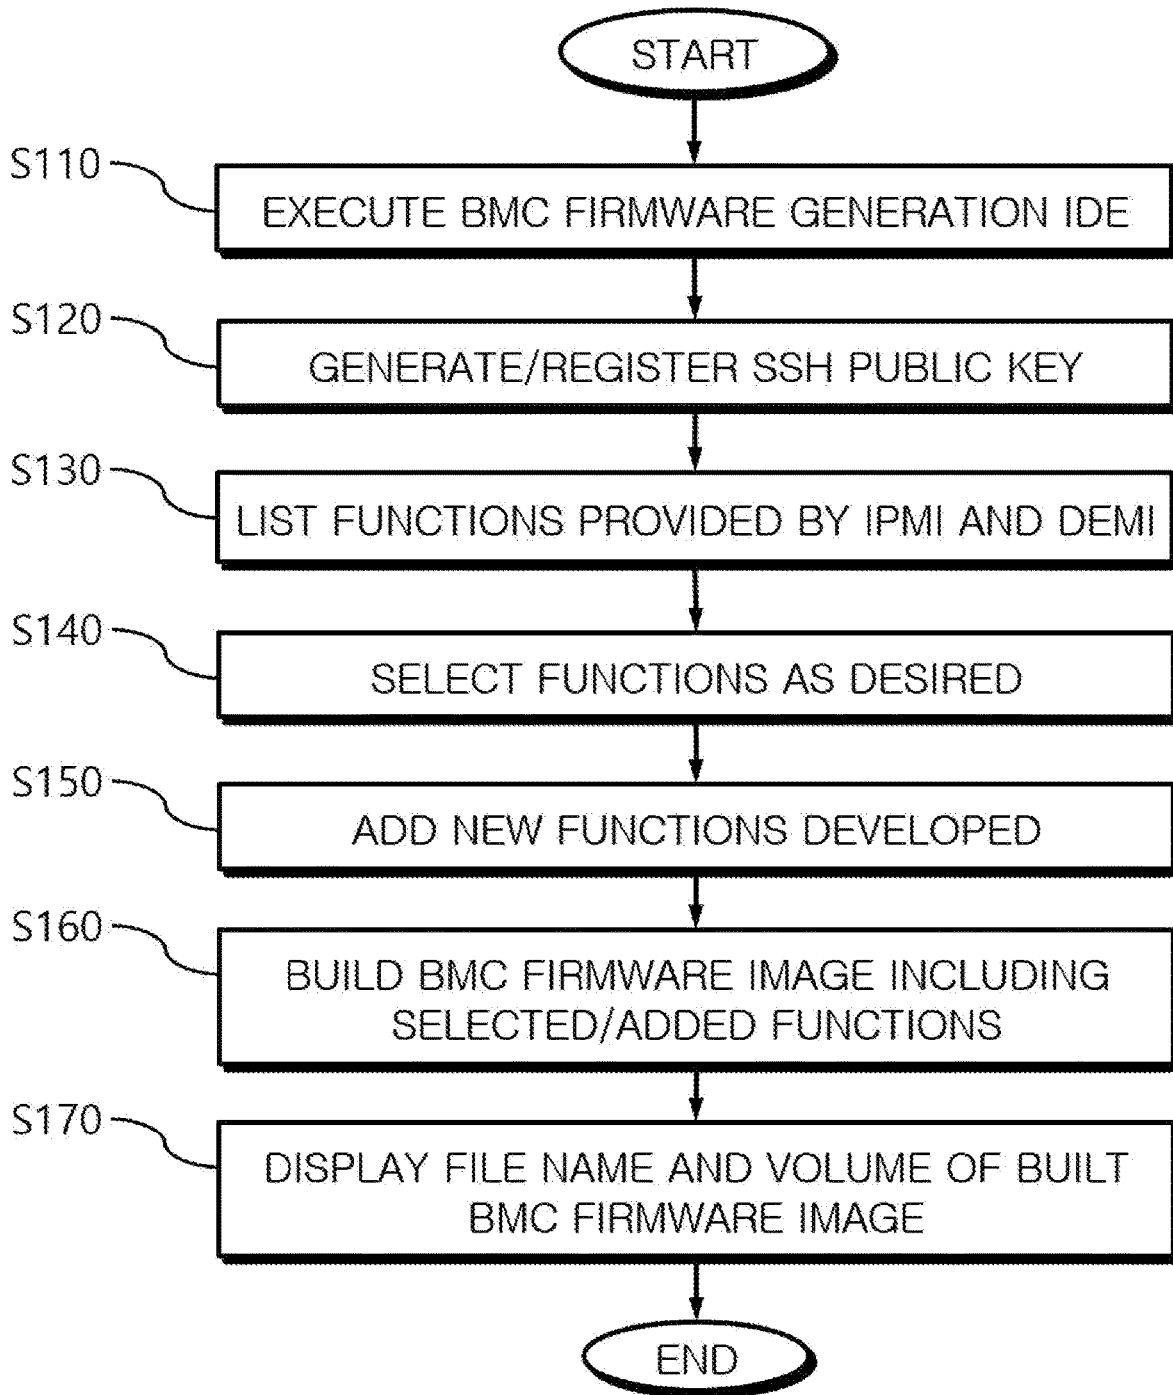 START
S110
EXECUTE BMC FIRMWARE GENERATION IDE
S120
GENERATE/REGISTER SSH PUBLIC KEY
S130
LIST FUNCTIONS PROVIDED BY IPMI AND DEMI
S140
SELECT FUNCTIONS AS DESIRED
S150
ADD NEW FUNCTIONS DEVELOPED
S160
BUILD BMC FIRMWARE IMAGE INCLUDING
SELECTED/ADDED FUNCTIONS
S170
DISPLAY FILE NAME AND VOLUME OF BUILT
BMC FIRMWARE IMAGE
END